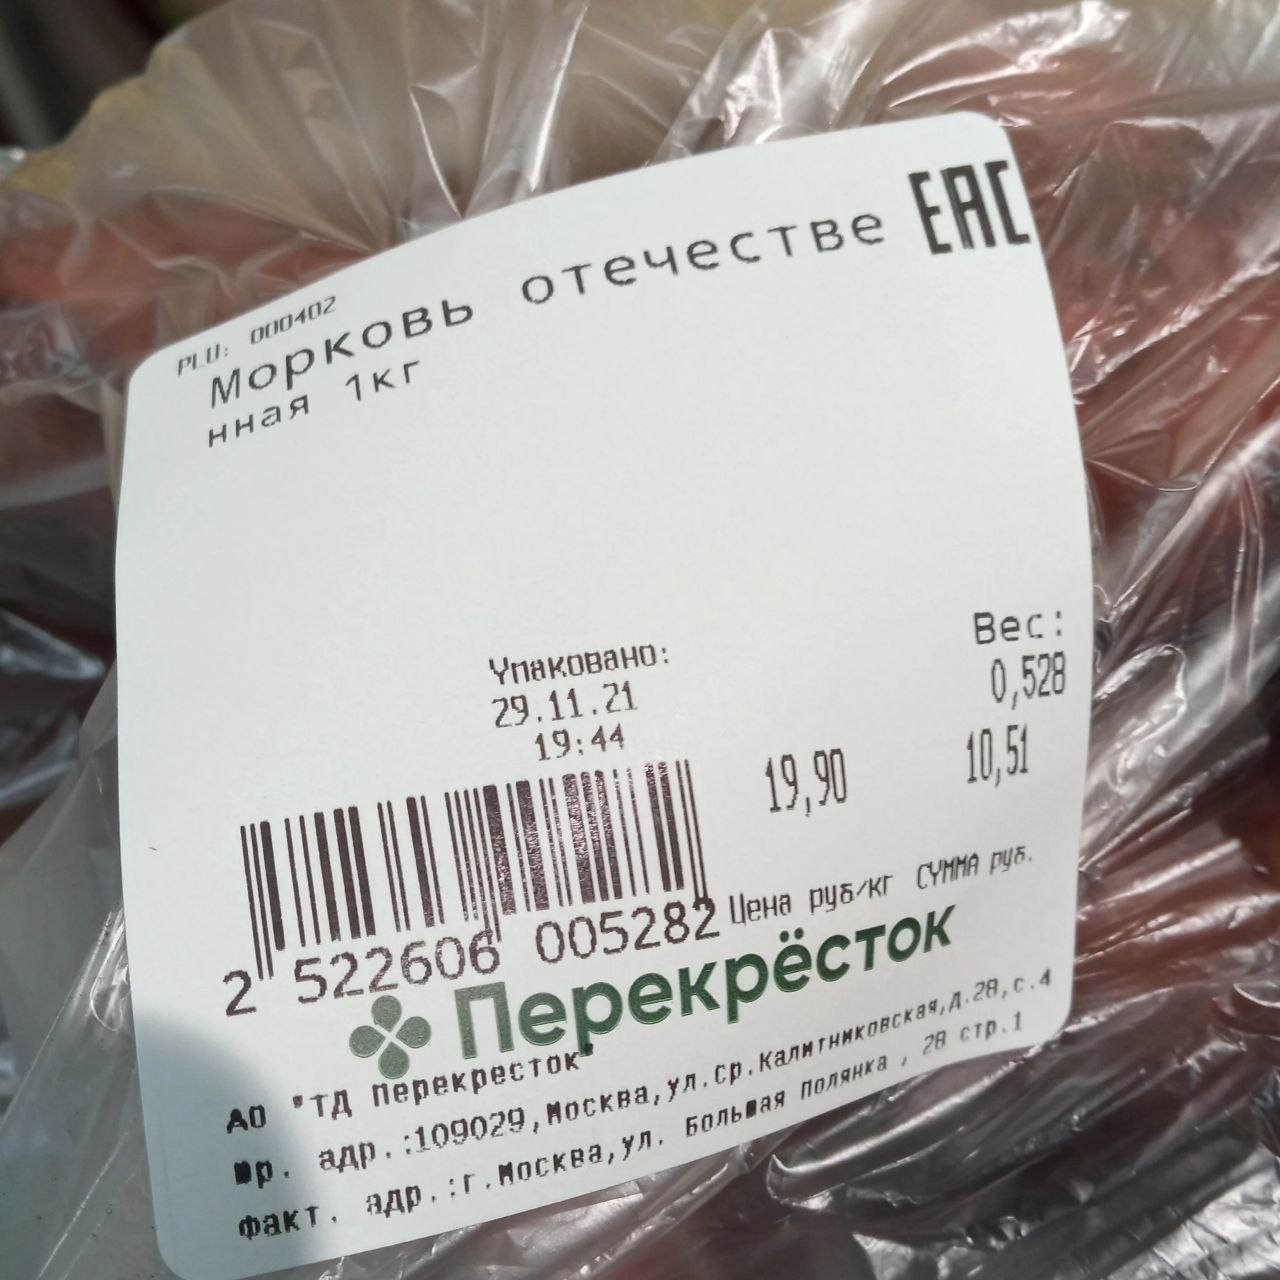 PLU: 000402
Морковь отечестве EAC
нная 1кг
Упаковано:
29.11.21
19:44
Вес:
0,528
19,90 10,51
Цена руб/кг СУММА руб.
2 522606 005282
Перекрёсток
АО "ТД Перекресток"
юр. адр.:109029,Москва,ул.Ср.Калитниковская,д.28,с.4
факт. адр.:г.Москва,ул. Большая Полянка , 28 стр.1